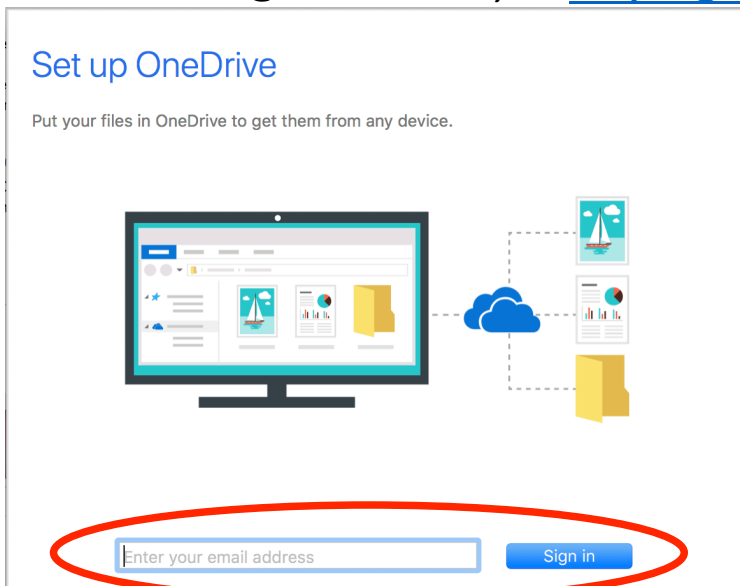 Set up OneDrive
Put your files in OneDrive to get them from any device.
Enter your email address
Sign in